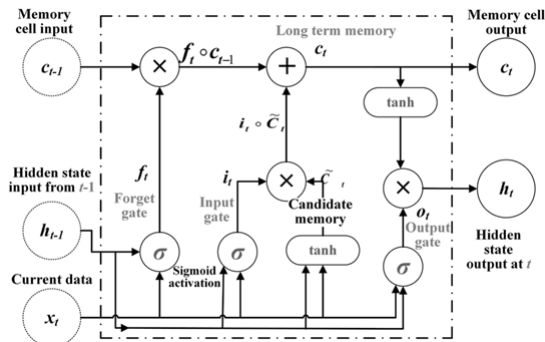 Memory
cell input
Long term memory
Memory cell
output
c_{t-1}
×
f_t ∘ c_{t-1}
+
c_t
c_t
tanh
i_t ∘ C̃_t
Hidden state
input from t-1
f_t
Forget
gate
i_t
Input
gate
×
C̃_t
Candidate
memory
×
h_t
o_t
Output
gate
Hidden
state
output at t
h_{t-1}
σ
Sigmoid
activation
σ
tanh
σ
Current data
x_t